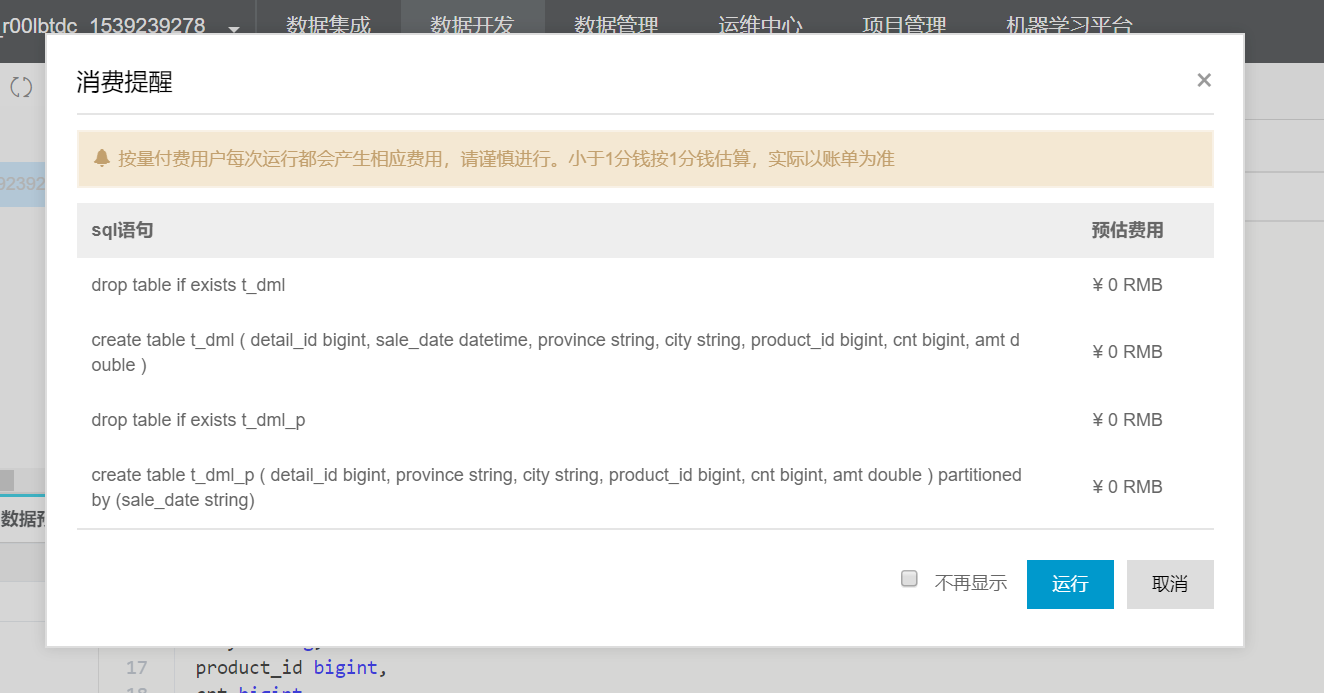 _r00lbtdc_1539239278 数据集成 数据开发 数据管理 运维中心 项目管理 机器学习平台
消费提醒 ×
按量付费用户每次运行都会产生相应费用，请谨慎进行。小于1分钱按1分钱估算，实际以账单为准
92392
sql语句 预估费用
drop table if exists t_dml ¥ 0 RMB
create table t_dml ( detail_id bigint, sale_date datetime, province string, city string, product_id bigint, cnt bigint, amt d
ouble ) ¥ 0 RMB
drop table if exists t_dml_p ¥ 0 RMB
create table t_dml_p ( detail_id bigint, province string, city string, product_id bigint, cnt bigint, amt double ) partitioned
by (sale_date string) ¥ 0 RMB
数据预
不再显示 运行 取消
17 product_id bigint,
18 cnt bigint